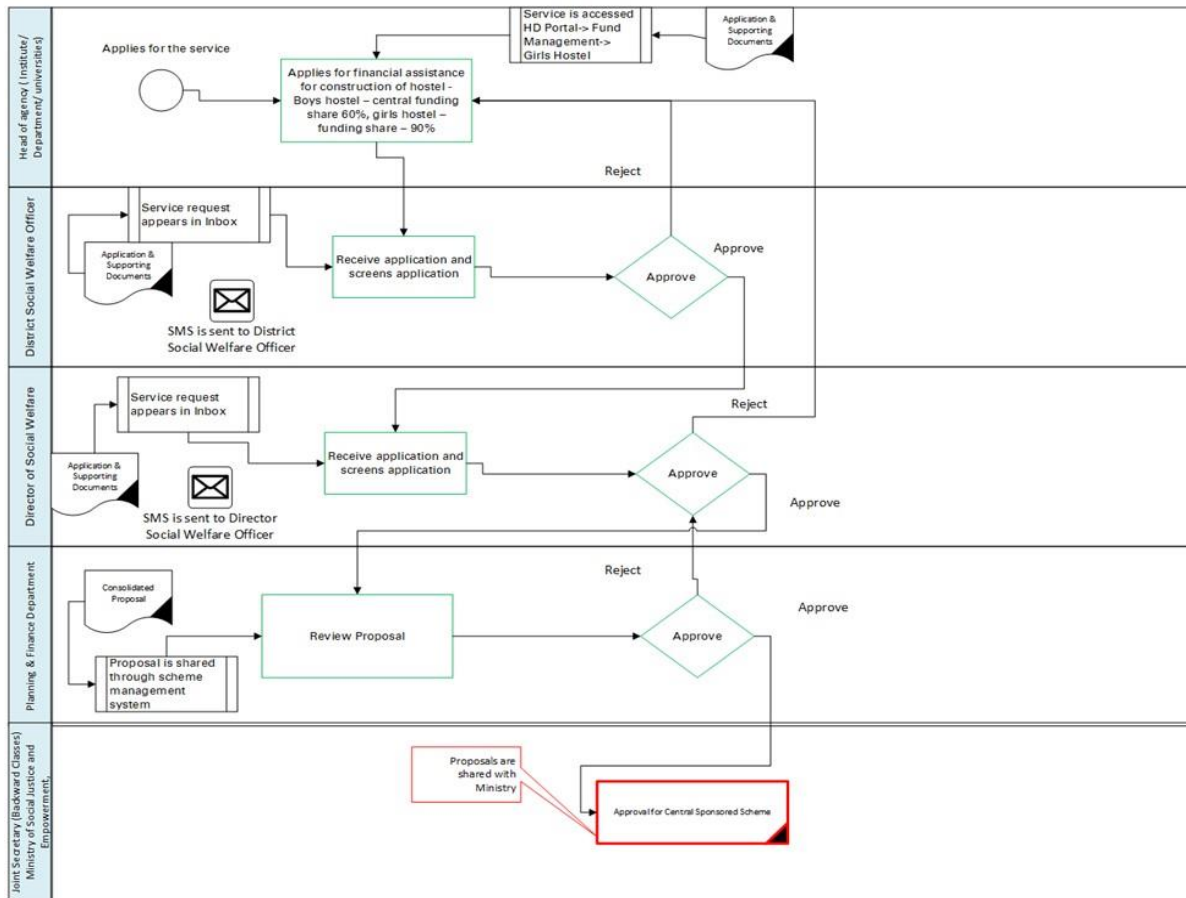 Head of agency ( Institute/
Department/ universities)
Applies for the service
Service is accessed
HD Portal-> Fund
Management->
Girls Hostel
Application &
Supporting
Documents
Applies for financial assistance
for construction of hostel -
Boys hostel – central funding
share 60%, girls hostel –
funding share – 90%
Reject
District Social Welfare Officer
Service request
appears in Inbox
Application &
Supporting
Documents
SMS is sent to District
Social Welfare Officer
Receive application and
screens application
Approve
Approve
Director of Social Welfare
Service request
appears in Inbox
Application &
Supporting
Documents
SMS is sent to Director
Social Welfare Officer
Receive application and
screens application
Reject
Approve
Approve
Planning & Finance Department
Consolidated
Proposal
Proposal is shared
through scheme
management
system
Review Proposal
Reject
Approve
Approve
Joint Secretary (Backward Classes)
Ministry of Social Justice and
Empowerment,
Proposals are
shared with
Ministry
Approval for Central Sponsored Scheme